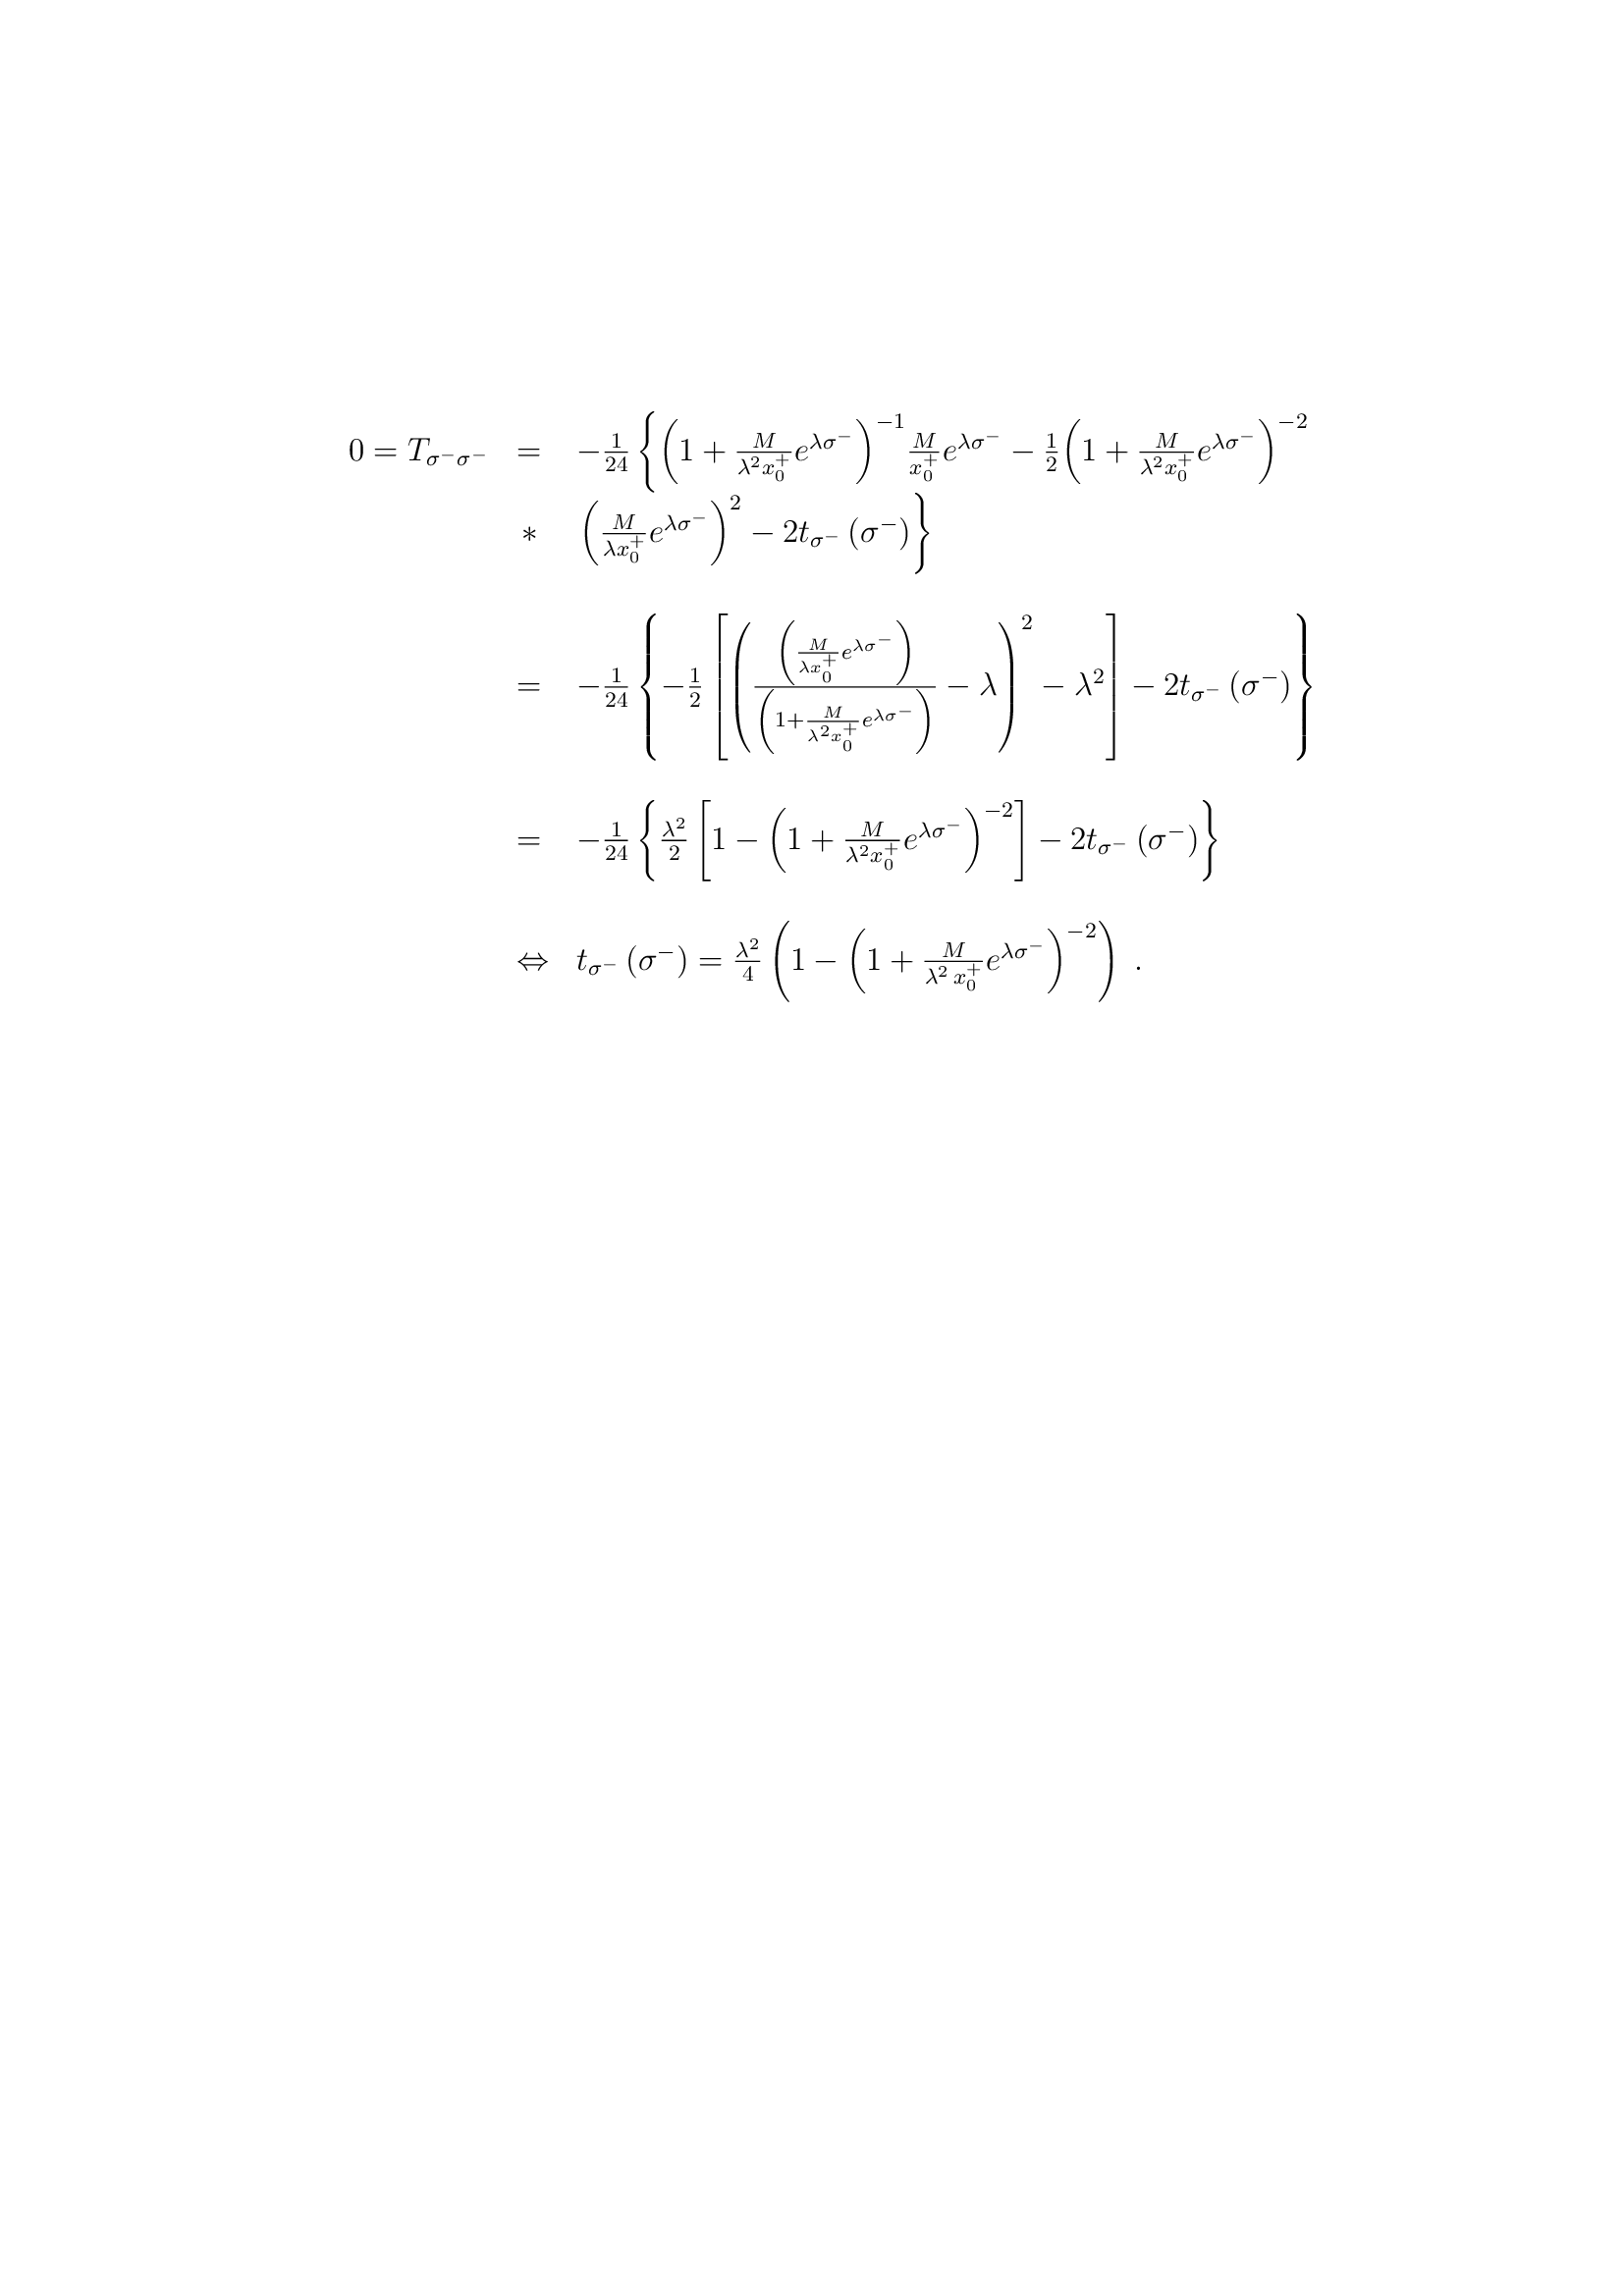 $0 = T_{\sigma^-\sigma^-} = -\frac{1}{24}\left\{\left(1+\frac{M}{\lambda^2 x_0^+}e^{\lambda\sigma^-}\right)^{-1}\frac{M}{x_0^+}e^{\lambda\sigma^-} - \frac{1}{2}\left(1+\frac{M}{\lambda^2 x_0^+}e^{\lambda\sigma^-}\right)^{-2}\right.$
$* \left.\left(\frac{M}{\lambda x_0^+}e^{\lambda\sigma^-}\right)^2 - 2t_{\sigma^-}\left(\sigma^-\right)\right\}$
$= -\frac{1}{24}\left\{-\frac{1}{2}\left[\left(\frac{\left(\frac{M}{\lambda x_0^+}e^{\lambda\sigma^-}\right)}{\left(1+\frac{M}{\lambda^2 x_0^+}e^{\lambda\sigma^-}\right)} - \lambda\right)^2 - \lambda^2\right] - 2t_{\sigma^-}\left(\sigma^-\right)\right\}$
$= -\frac{1}{24}\left\{\frac{\lambda^2}{2}\left[1-\left(1+\frac{M}{\lambda^2 x_0^+}e^{\lambda\sigma^-}\right)^{-2}\right] - 2t_{\sigma^-}\left(\sigma^-\right)\right\}$
$\Leftrightarrow t_{\sigma^-}\left(\sigma^-\right) = \frac{\lambda^2}{4}\left(1-\left(1+\frac{M}{\lambda^2\, x_0^+}e^{\lambda\sigma^-}\right)^{-2}\right)\ .$